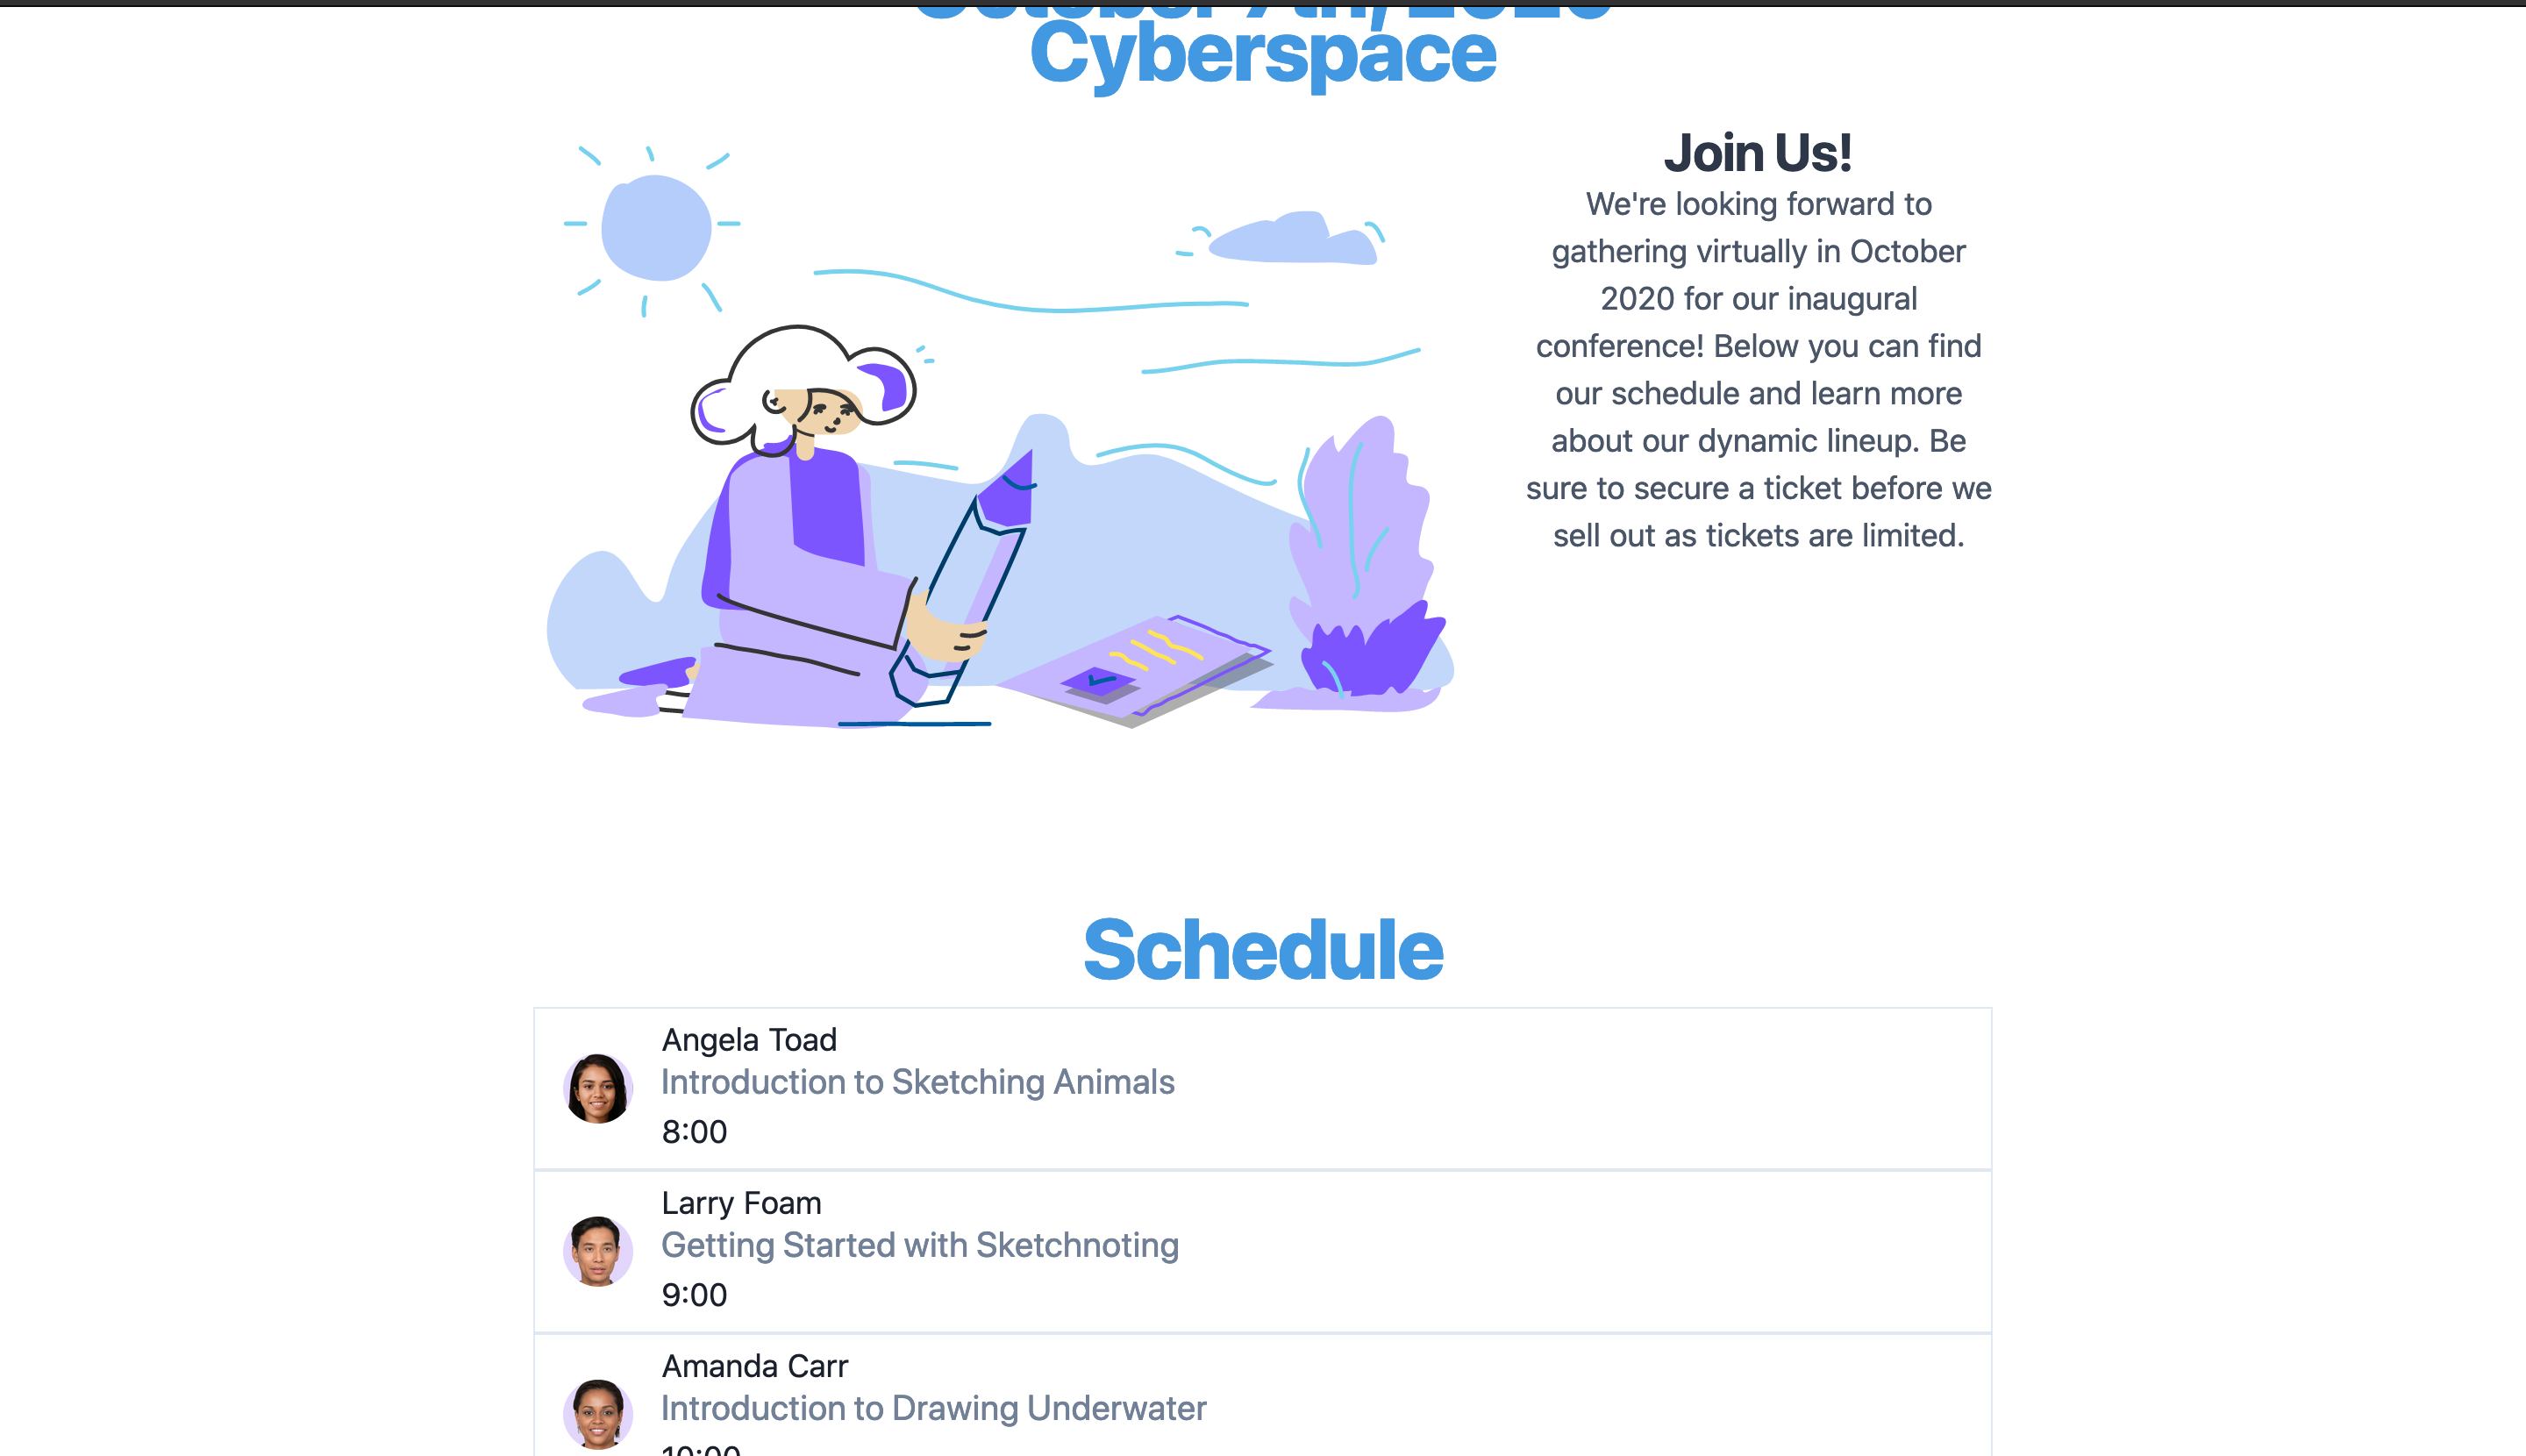 Cyberspace
Join Us!
We're looking forward to
gathering virtually in October
2020 for our inaugural
conference! Below you can find
our schedule and learn more
about our dynamic lineup. Be
sure to secure a ticket before we
sell out as tickets are limited.
Schedule
Angela Toad
Introduction to Sketching Animals
8:00
Larry Foam
Getting Started with Sketchnoting
9:00
Amanda Carr
Introduction to Drawing Underwater
10:00